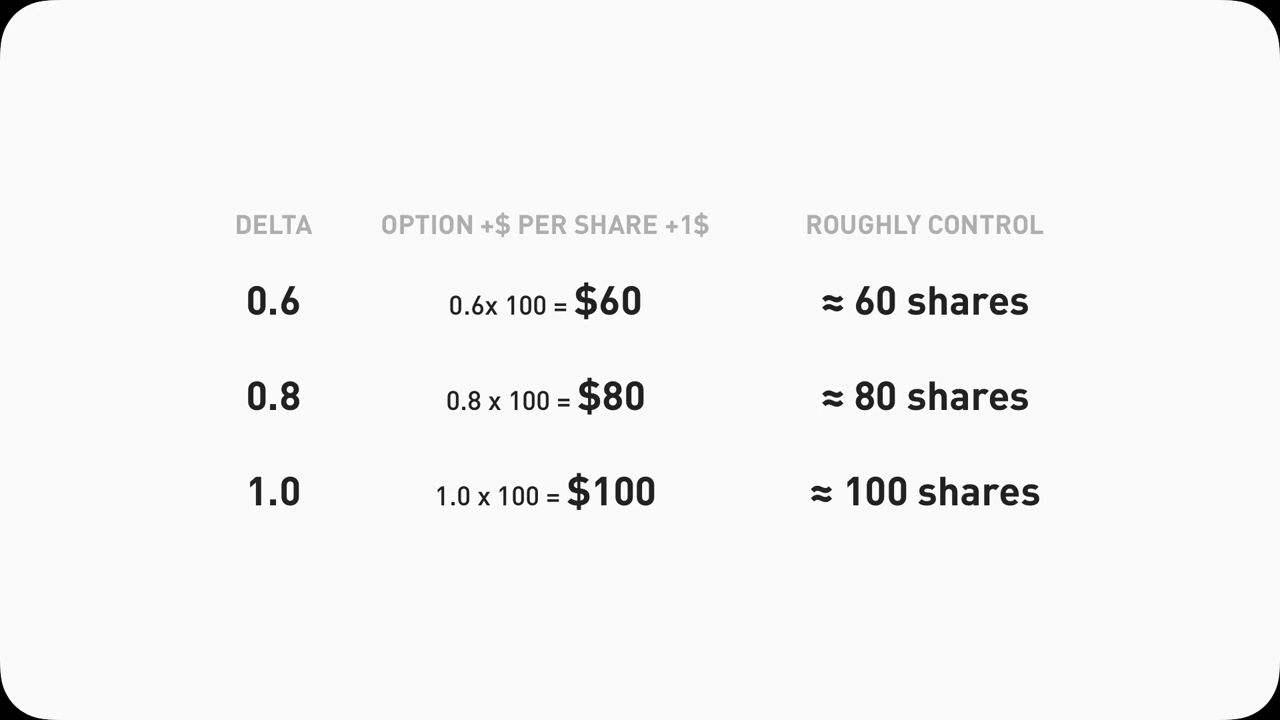 DELTA OPTION +$ PER SHARE +1$ ROUGHLY CONTROL
0.6 0.6x 100 = $60 ≈ 60 shares
0.8 0.8 x 100 = $80 ≈ 80 shares
1.0 1.0 x 100 = $100 ≈ 100 shares